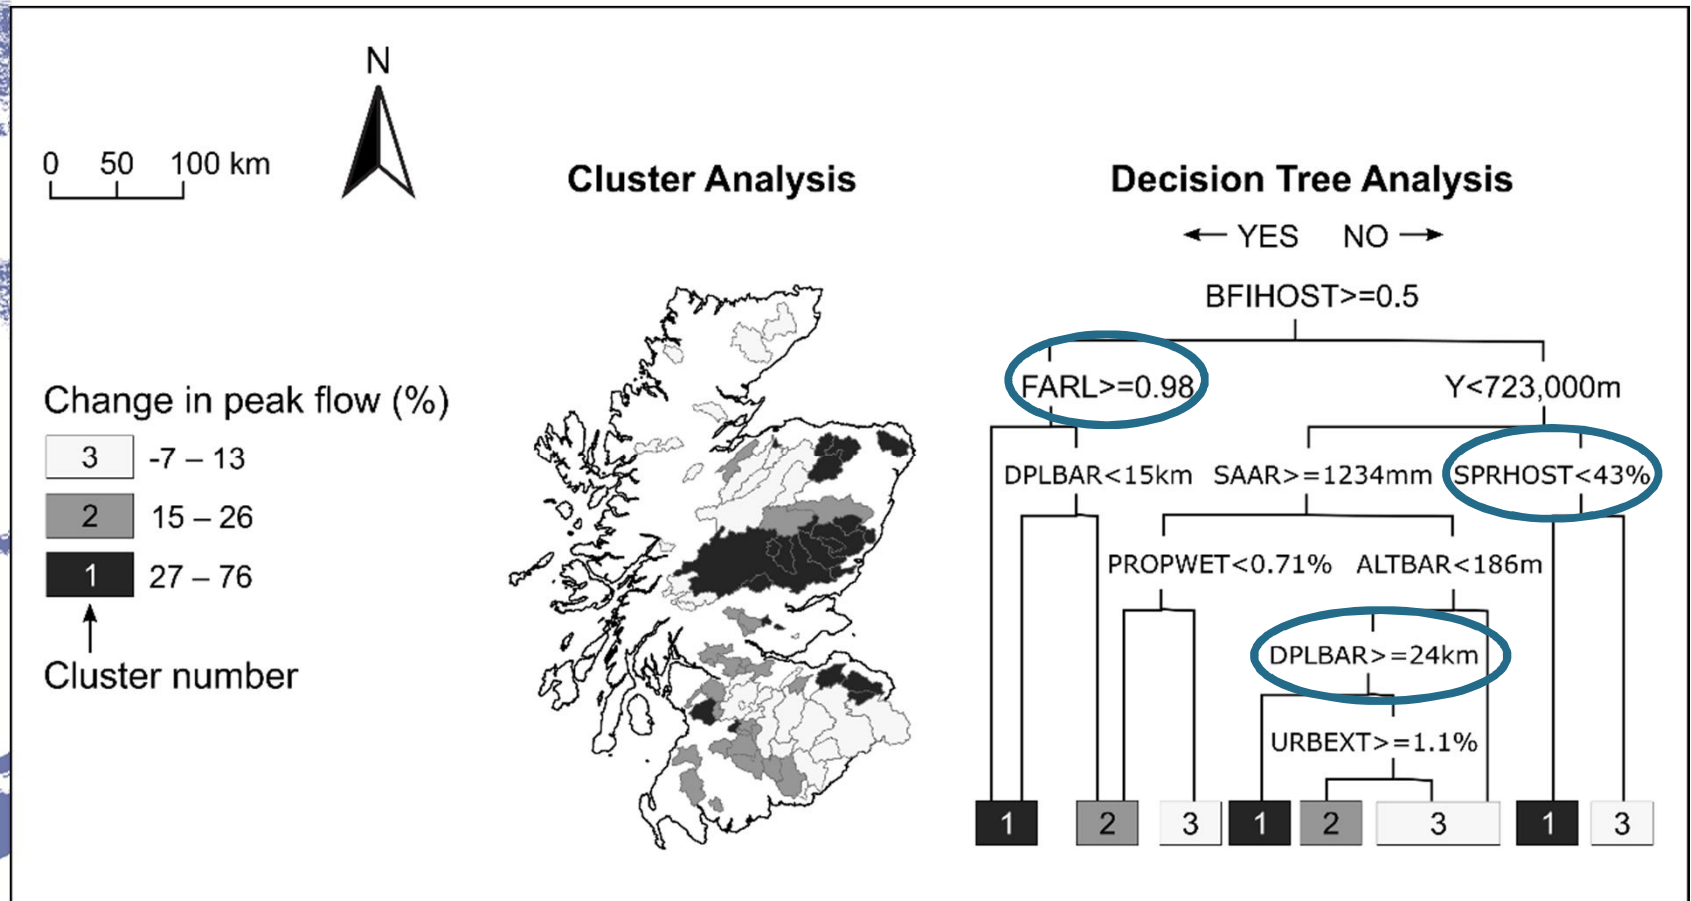 N
0 50 100 km
Cluster Analysis
Decision Tree Analysis
← YES NO →
BFIHOST>=0.5
FARL>=0.98
Y<723,000m
DPLBAR<15km
SAAR>=1234mm
SPRHOST<43%
PROPWET<0.71%
ALTBAR<186m
DPLBAR>=24km
URBEXT>=1.1%
1 2 3 1 2 3 1 3
Change in peak flow (%)
3 -7 – 13
2 15 – 26
1 27 – 76
Cluster number